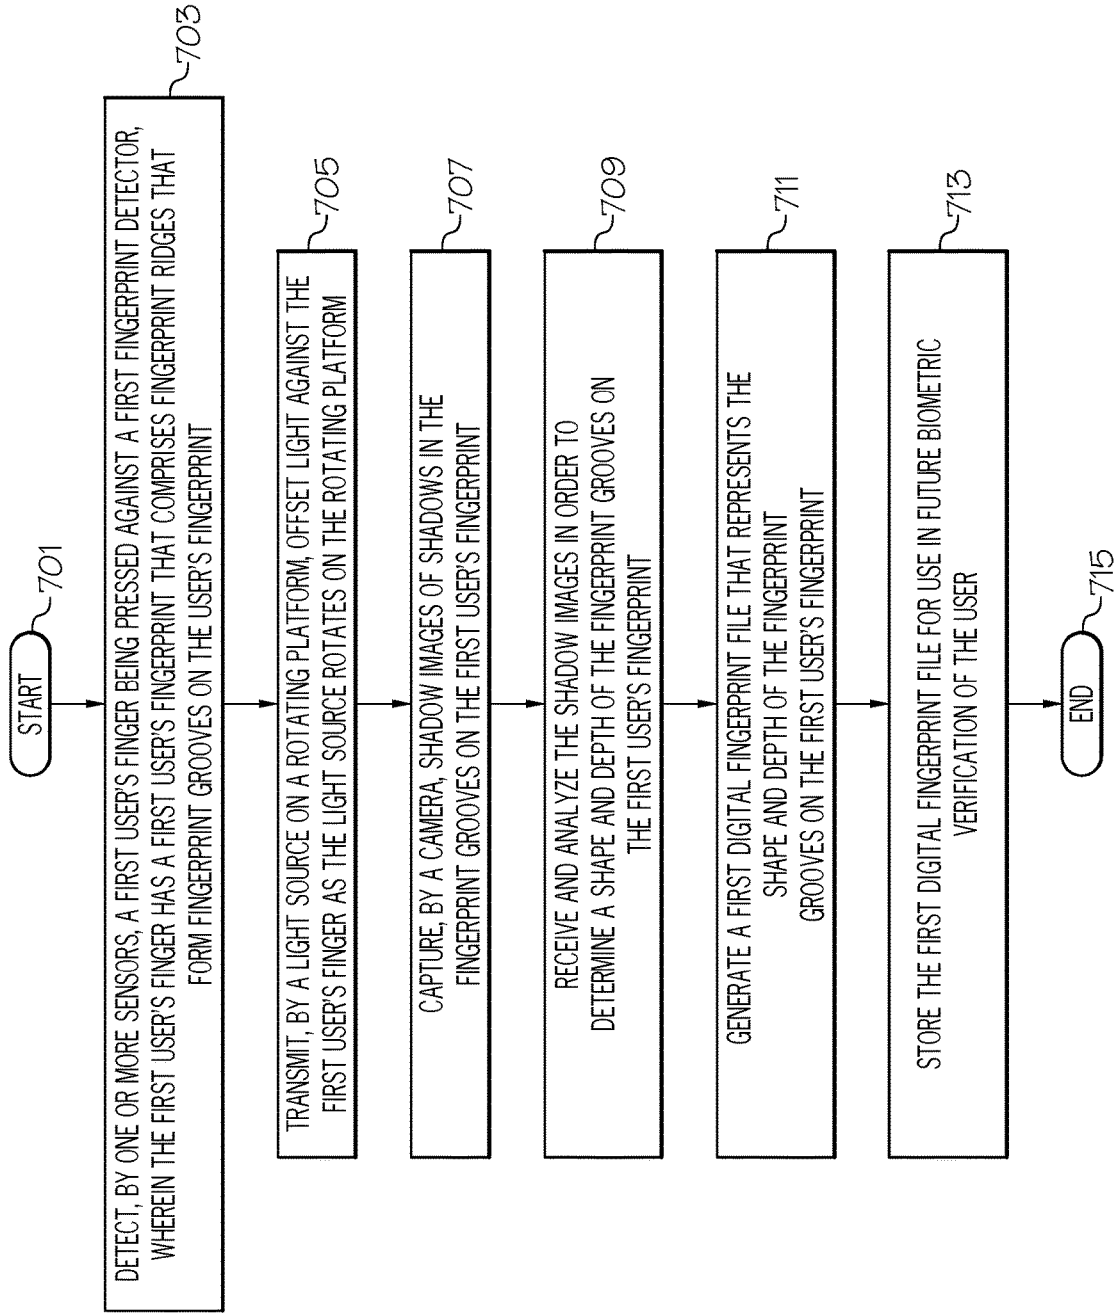 START
701
DETECT, BY ONE OR MORE SENSORS, A FIRST USER'S FINGER BEING PRESSED AGAINST A FIRST FINGERPRINT DETECTOR,
WHEREIN THE FIRST USER'S FINGER HAS A FIRST USER'S FINGERPRINT THAT COMPRISES FINGERPRINT RIDGES THAT
FORM FINGERPRINT GROOVES ON THE USER'S FINGERPRINT
703
TRANSMIT, BY A LIGHT SOURCE ON A ROTATING PLATFORM, OFFSET LIGHT AGAINST THE
FIRST USER'S FINGER AS THE LIGHT SOURCE ROTATES ON THE ROTATING PLATFORM
705
CAPTURE, BY A CAMERA, SHADOW IMAGES OF SHADOWS IN THE
FINGERPRINT GROOVES ON THE FIRST USER'S FINGERPRINT
707
RECEIVE AND ANALYZE THE SHADOW IMAGES IN ORDER TO
DETERMINE A SHAPE AND DEPTH OF THE FINGERPRINT GROOVES ON
THE FIRST USER'S FINGERPRINT
709
GENERATE A FIRST DIGITAL FINGERPRINT FILE THAT REPRESENTS THE
SHAPE AND DEPTH OF THE FINGERPRINT
GROOVES ON THE FIRST USER'S FINGERPRINT
711
STORE THE FIRST DIGITAL FINGERPRINT FILE FOR USE IN FUTURE BIOMETRIC
VERIFICATION OF THE USER
713
END
715